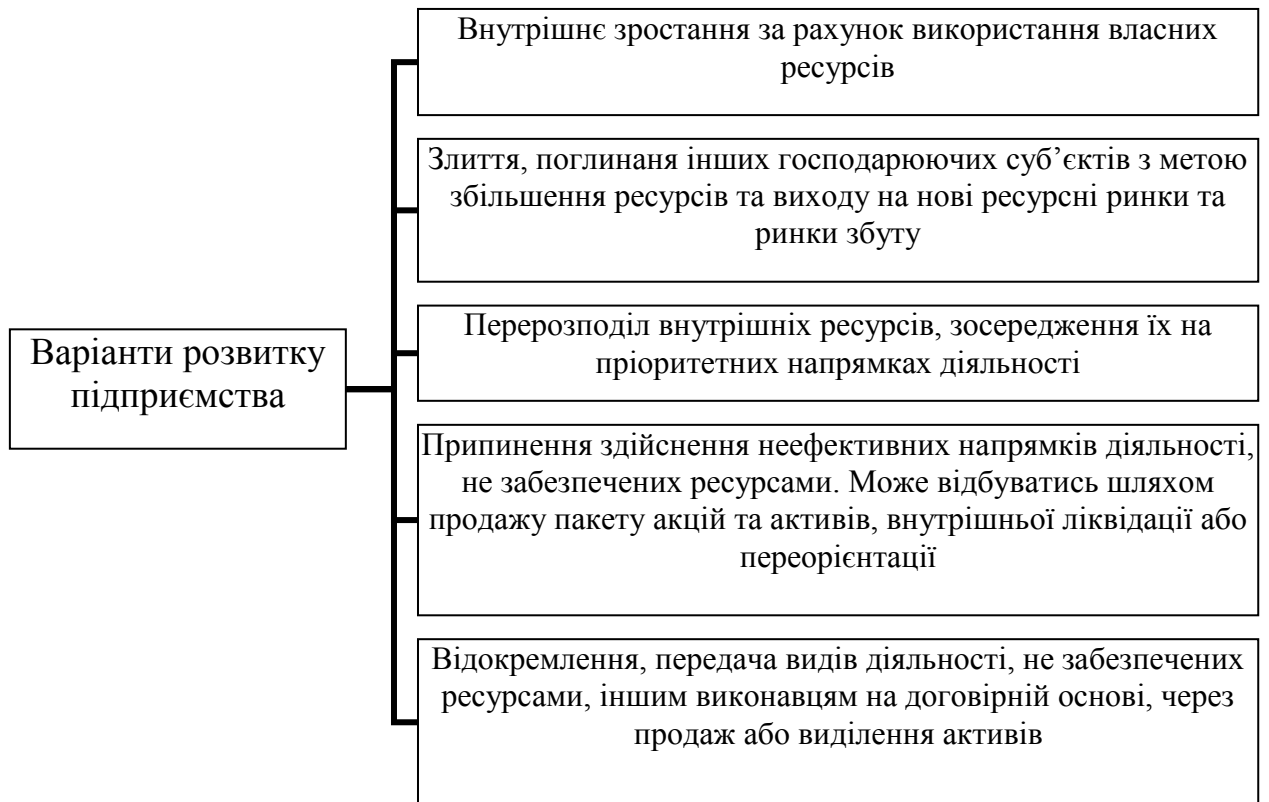 Внутрішнє зростання за рахунок використання власних
ресурсів
Злиття, поглинаня інших господарюючих суб’єктів з метою
збільшення ресурсів та виходу на нові ресурсні ринки та
ринки збуту
Перерозподіл внутрішніх ресурсів, зосередження їх на
пріоритетних напрямках діяльності
Варіанти розвитку
підприємства
Припинення здійснення неефективних напрямків діяльності,
не забезпечених ресурсами. Може відбуватись шляхом
продажу пакету акцій та активів, внутрішньої ліквідації або
переорієнтації
Відокремлення, передача видів діяльності, не забезпечених
ресурсами, іншим виконавцям на договірній основі, через
продаж або виділення активів